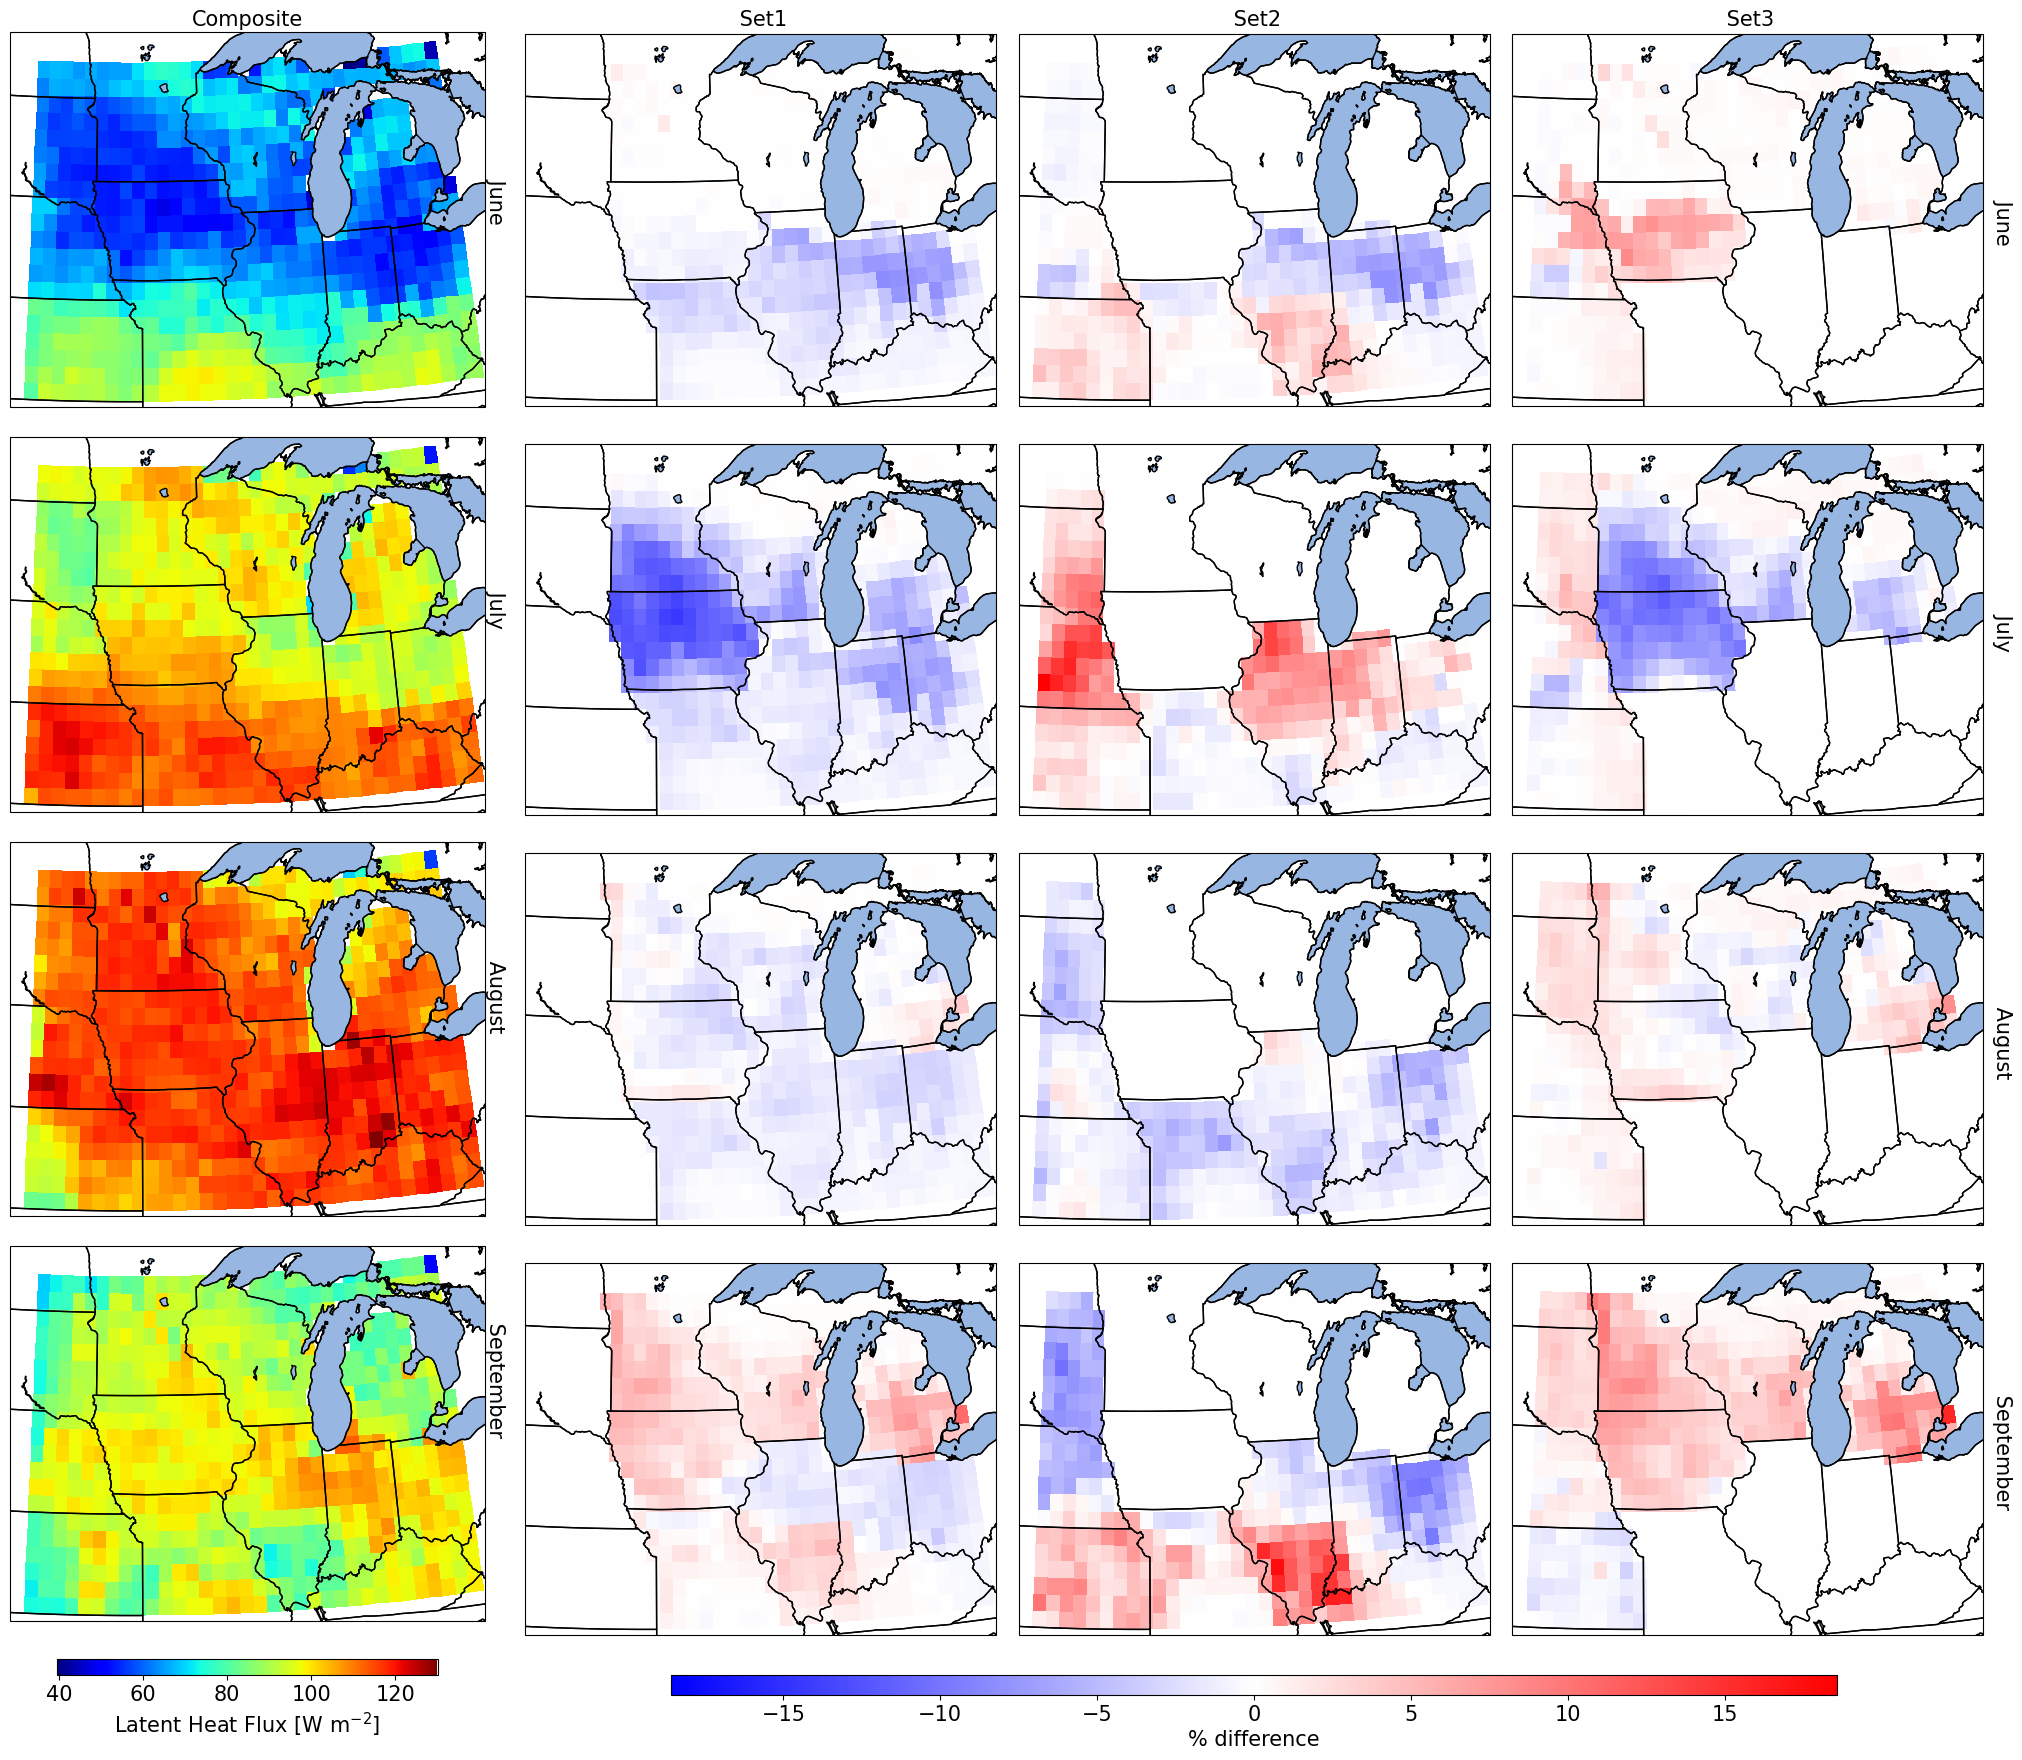 Composite Set1 Set2 Set3
June June
July July
August August
September September
40 60 80 100 120
−15 −10 −5 0 5 10 15
Latent Heat Flux [W m⁻²]
% difference